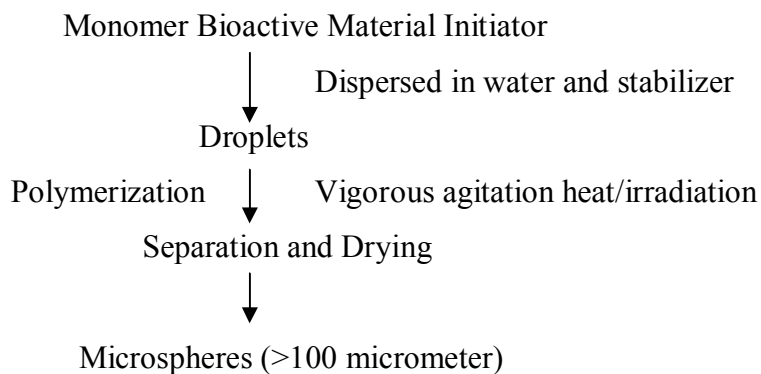 Monomer Bioactive Material Initiator
Dispersed in water and stabilizer
Droplets
Polymerization Vigorous agitation heat/irradiation
Separation and Drying
Microspheres (>100 micrometer)